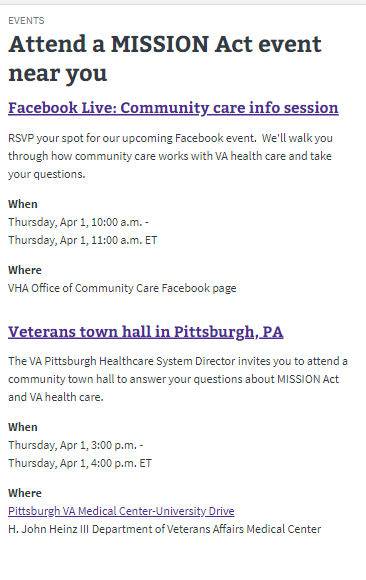 EVENTS
Attend a MISSION Act event
near you
Facebook Live: Community care info session
RSVP your spot for our upcoming Facebook event. We'll walk you
through how community care works with VA health care and take
your questions.
When
Thursday, Apr 1, 10:00 a.m. -
Thursday, Apr 1, 11:00 a.m. ET
Where
VHA Office of Community Care Facebook page
Veterans town hall in Pittsburgh, PA
The VA Pittsburgh Healthcare System Director invites you to attend a
community town hall to answer your questions about MISSION Act
and VA health care.
When
Thursday, Apr 1, 3:00 p.m. -
Thursday, Apr 1, 4:00 p.m. ET
Where
Pittsburgh VA Medical Center-University Drive
H. John Heinz III Department of Veterans Affairs Medical Center